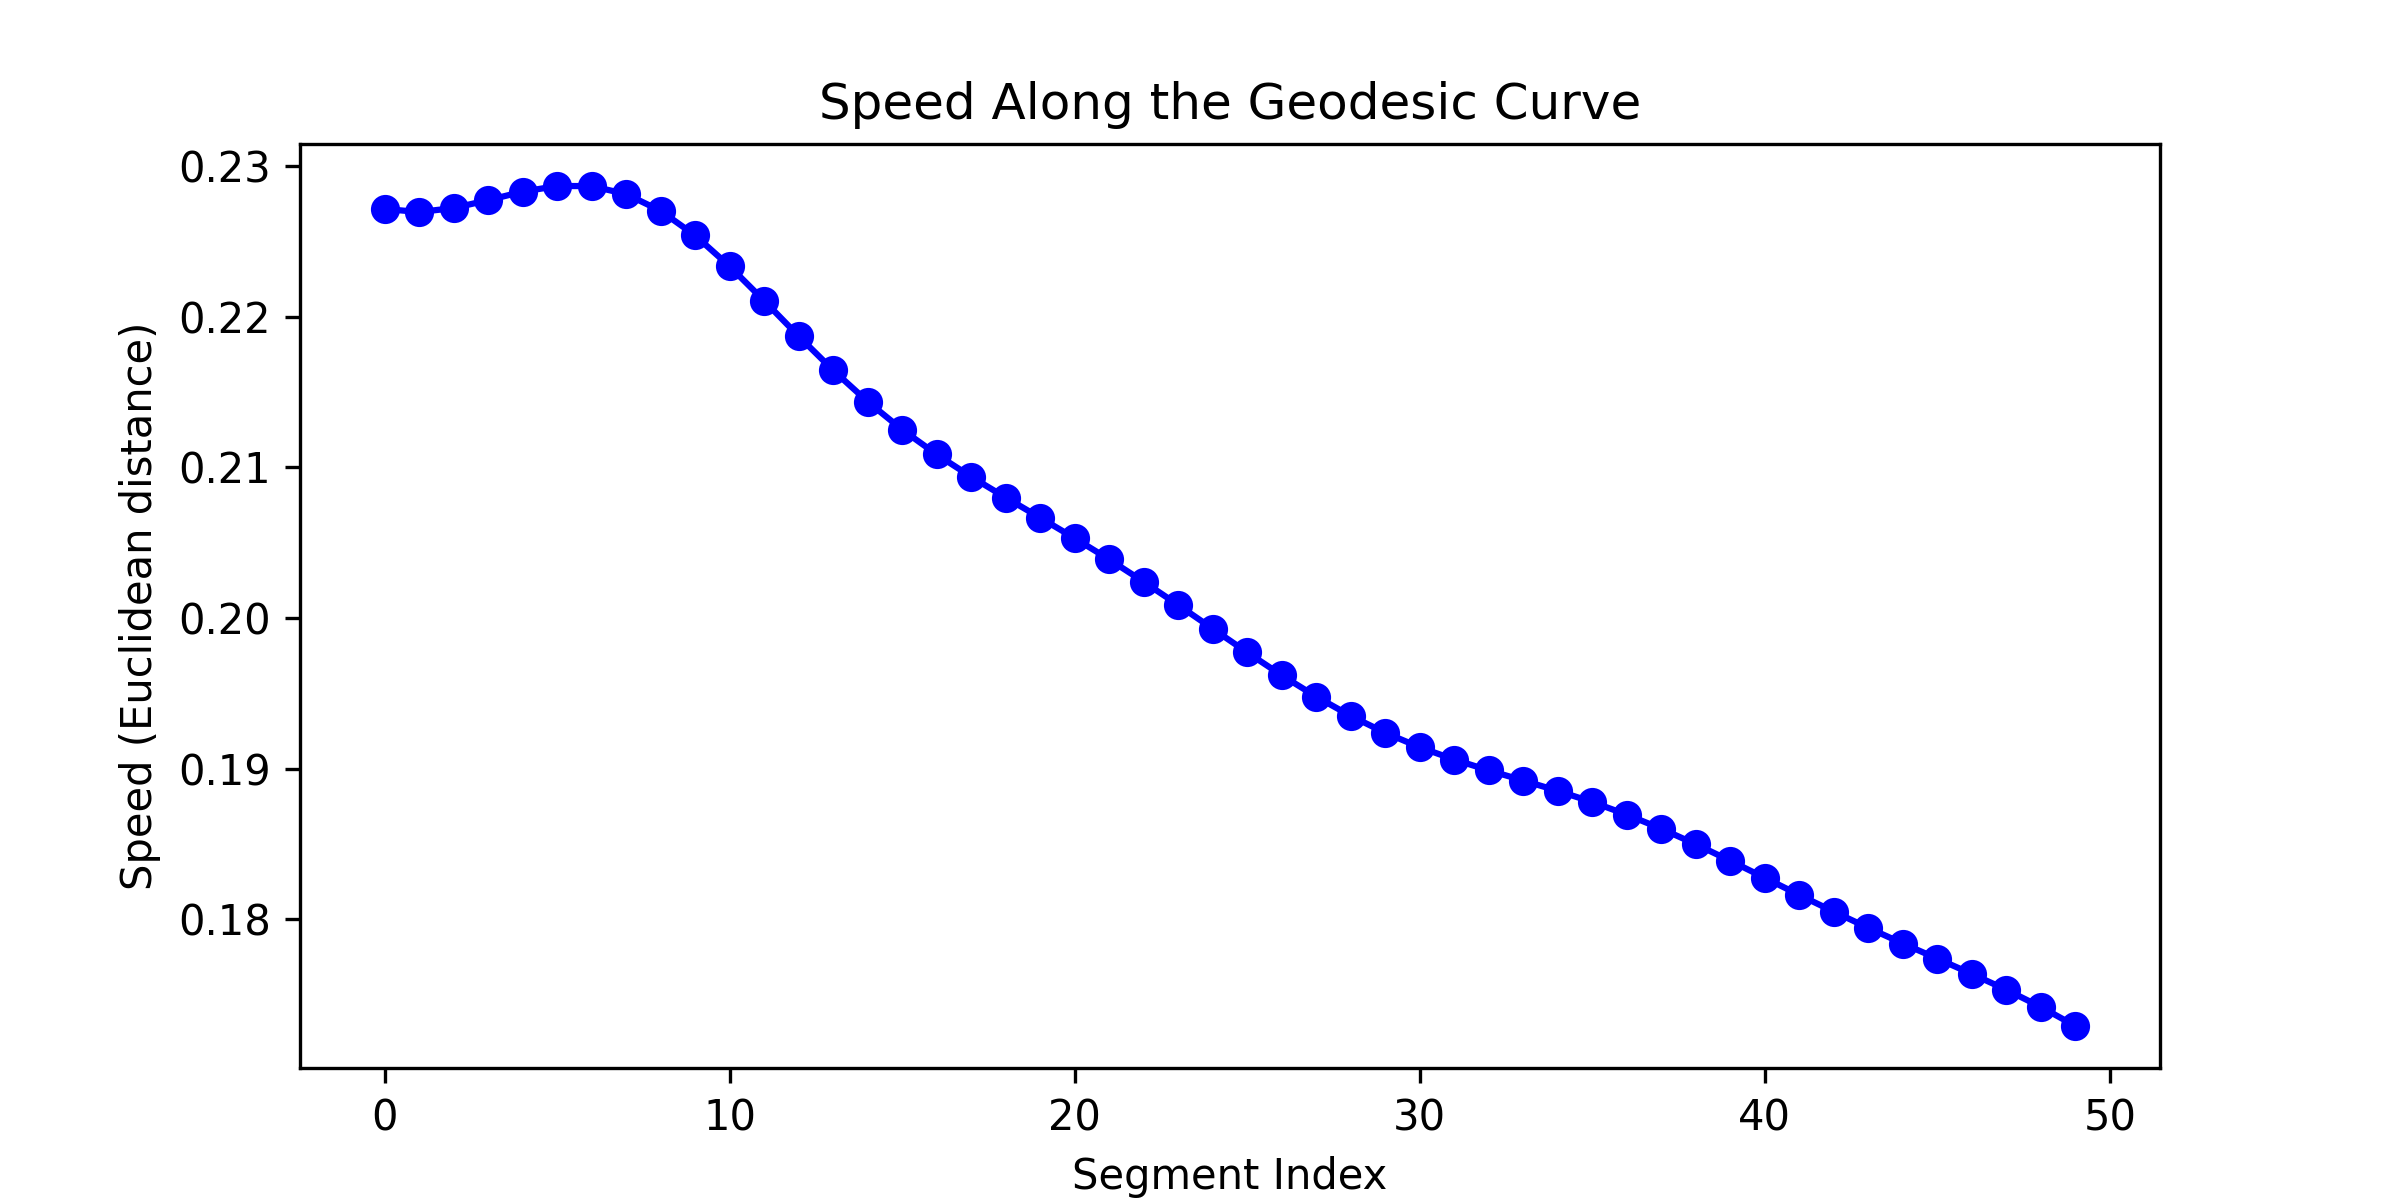 Speed Along the Geodesic Curve
Speed (Euclidean distance)
0.23
0.22
0.21
0.20
0.19
0.18
0 10 20 30 40 50
Segment Index